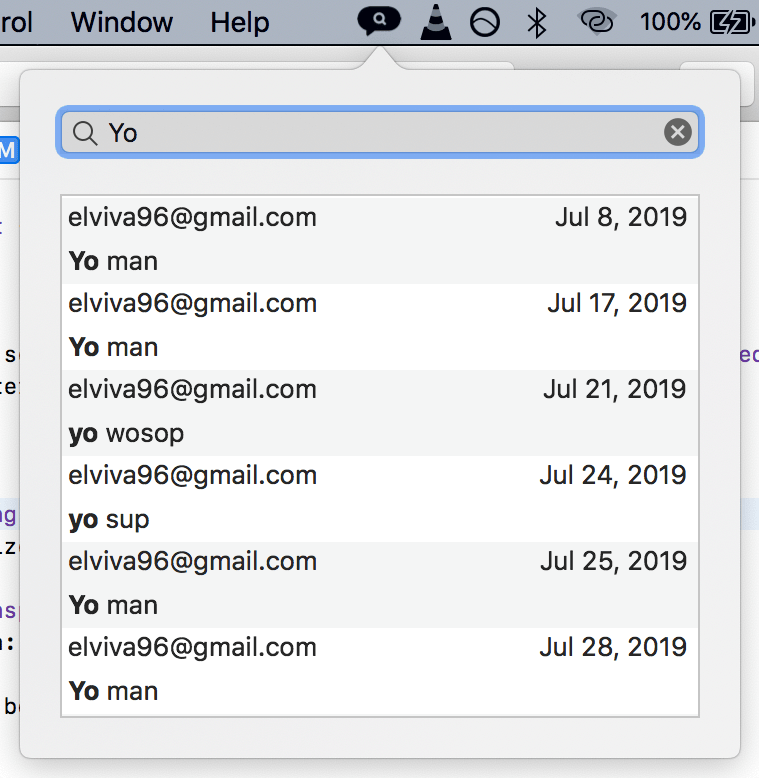 rol Window Help 100%
Yo
M
elviva96@gmail.com Jul 8, 2019
Yo man
elviva96@gmail.com Jul 17, 2019
Yo man
elviva96@gmail.com Jul 21, 2019
yo wosop
elviva96@gmail.com Jul 24, 2019
yo sup
elviva96@gmail.com Jul 25, 2019
Yo man
elviva96@gmail.com Jul 28, 2019
Yo man